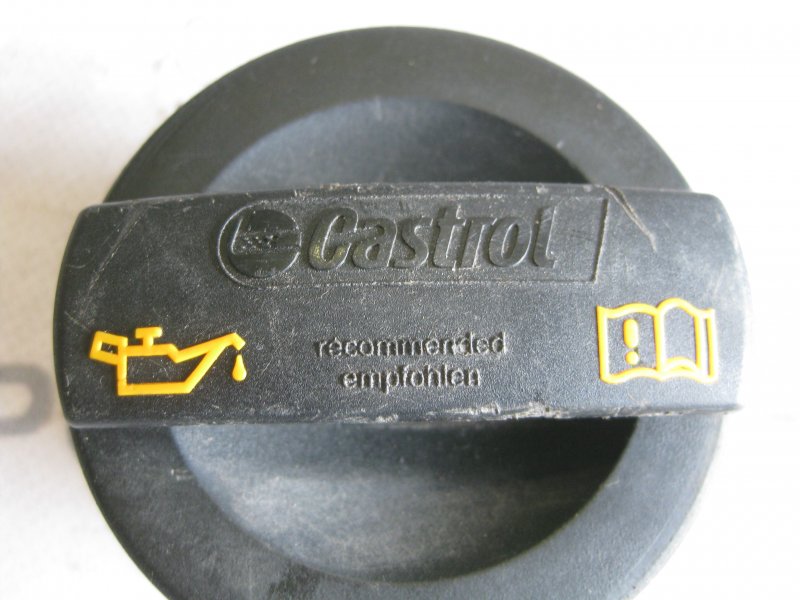 Castrol
recommended
empfohlen